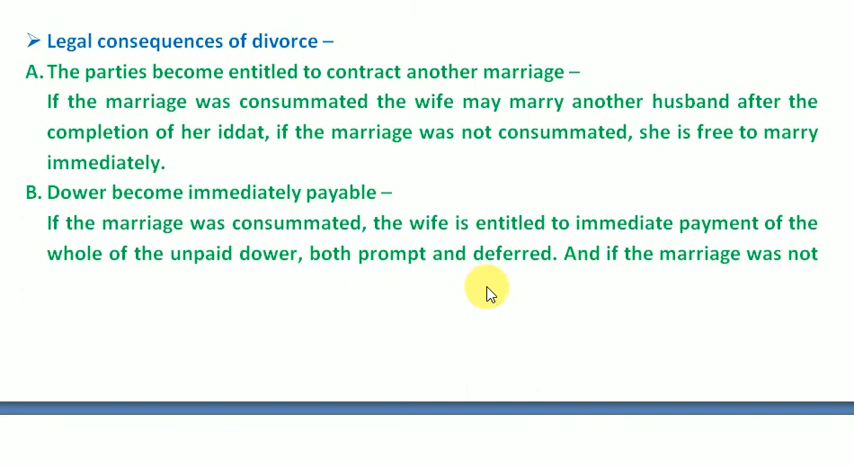 ➢ Legal consequences of divorce –
A. The parties become entitled to contract another marriage –
If the marriage was consummated the wife may marry another husband after the
completion of her iddat, if the marriage was not consummated, she is free to marry
immediately.
B. Dower become immediately payable –
If the marriage was consummated, the wife is entitled to immediate payment of the
whole of the unpaid dower, both prompt and deferred. And if the marriage was not